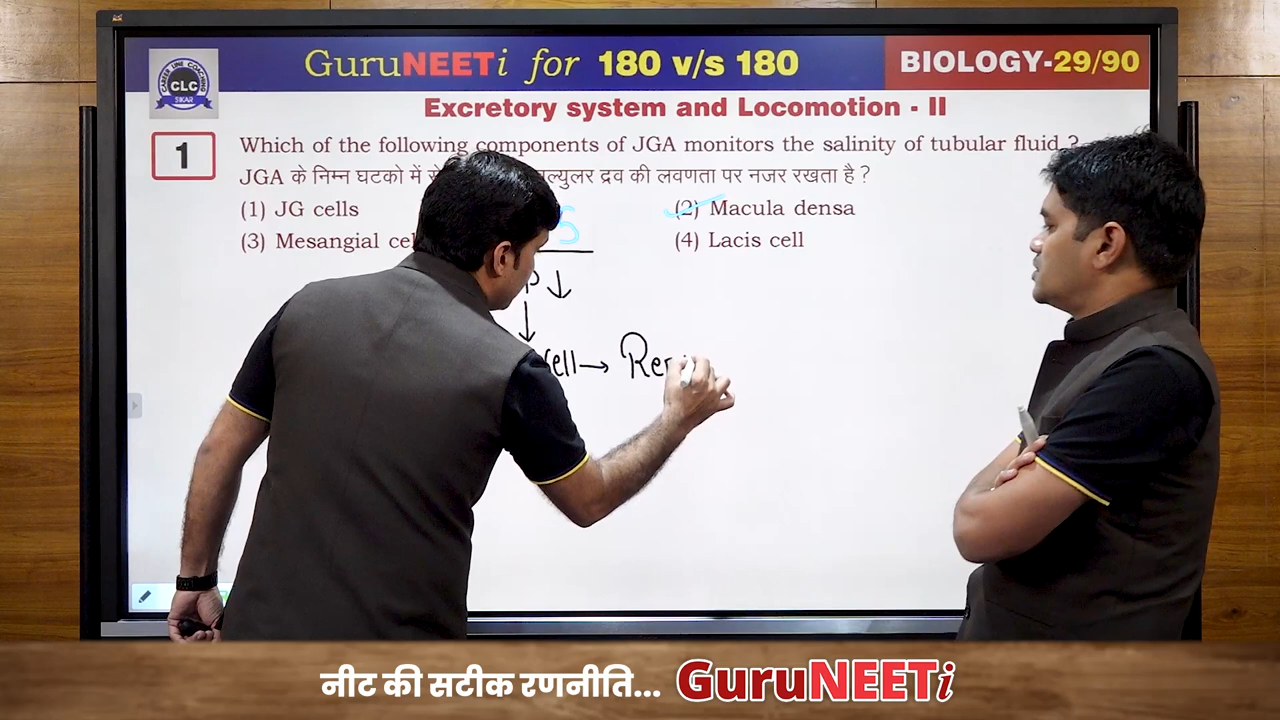 GuruNEETi for 180 v/s 180
BIOLOGY-29/90
CAREER LINE COACHING
CLC
SIKAR
Excretory system and Locomotion - II
1
Which of the following components of JGA monitors the salinity of tubular fluid ?
JGA के निम्न घटको में द्रव की लवणता पर नजर रखता है ?
(1) JG cells
(2) Macula densa
S
(3) Mesangial
(4) Lacis cell
P ↓
↓
cell → Ren
नीट की सटीक रणनीति... GuruNEETi